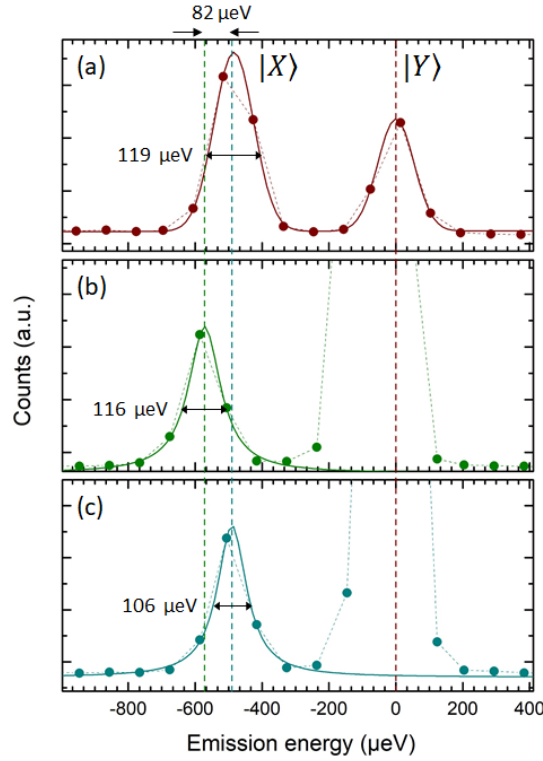 82 μeV
(a)
|X⟩
|Y⟩
119 μeV
(b)
116 μeV
(c)
106 μeV
Counts (a.u.)
-800 -600 -400 -200 0 200 400
Emission energy (μeV)